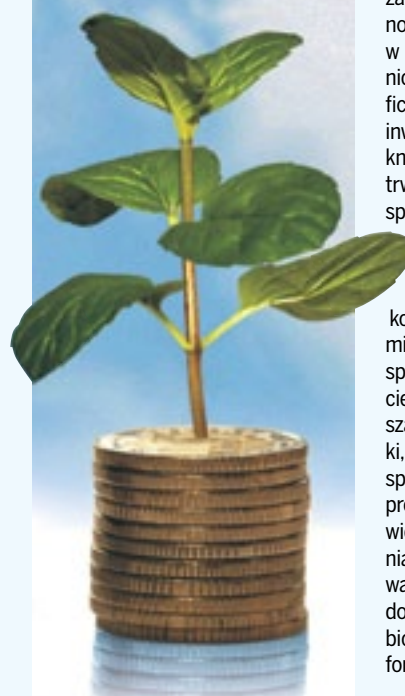 za
no
w
nic
fic
inw
kn
trw
sp
ko
mi
sp
cie
sza
ki,
sp
pro
wie
nia
wa
do
bio
for